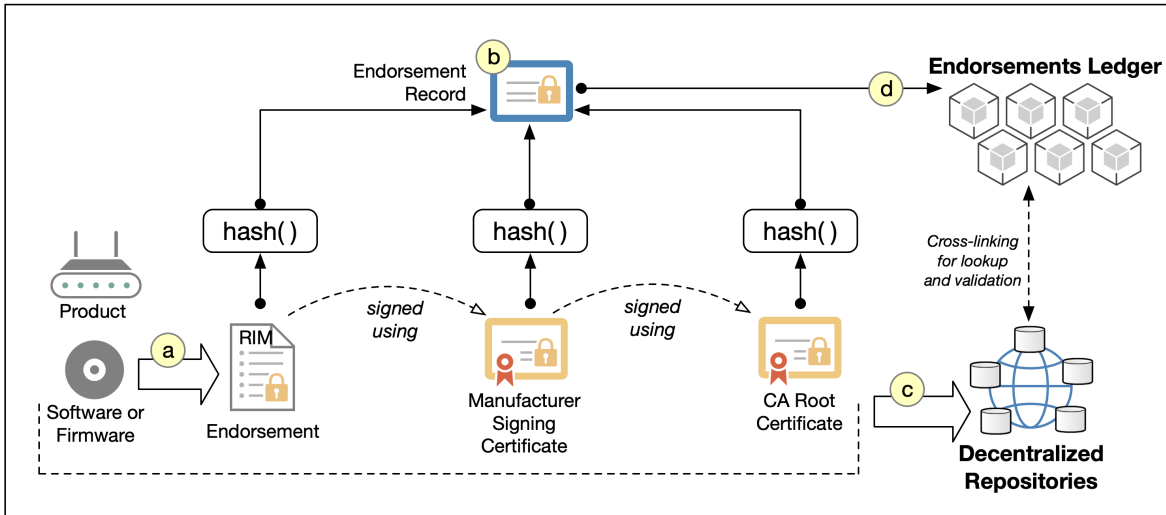 b
Endorsement
Record
d
Endorsements Ledger
hash()
hash()
hash()
Cross-linking
for lookup
and validation
Product
signed
using
signed
using
a
RIM
c
Software or
Firmware
Endorsement
Manufacturer
Signing
Certificate
CA Root
Certificate
Decentralized
Repositories